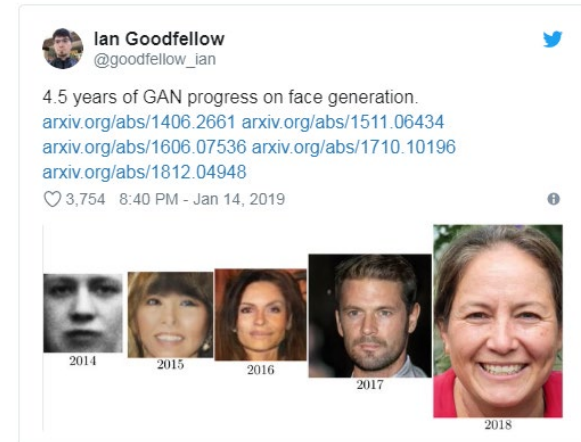 Ian Goodfellow
@goodfellow_ian
4.5 years of GAN progress on face generation.
arxiv.org/abs/1406.2661 arxiv.org/abs/1511.06434
arxiv.org/abs/1606.07536 arxiv.org/abs/1710.10196
arxiv.org/abs/1812.04948
3,754 8:40 PM - Jan 14, 2019
2014
2015
2016
2017
2018